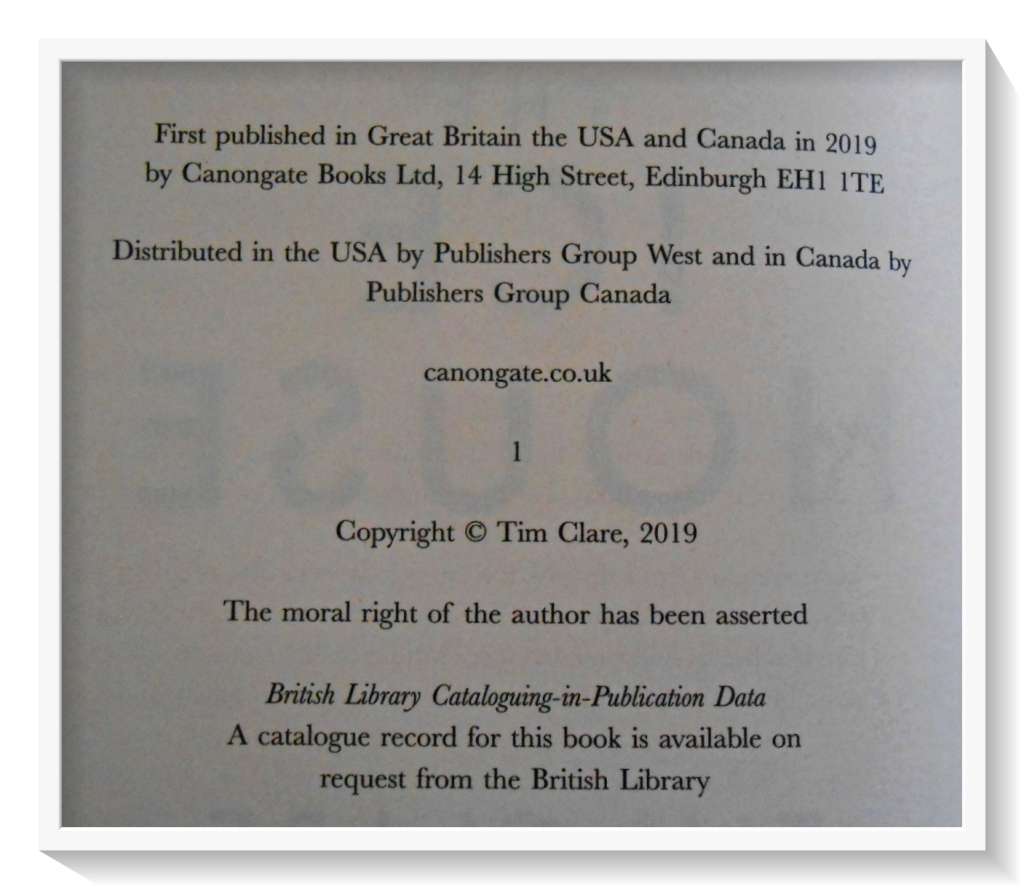 First published in Great Britain the USA and Canada in 2019
by Canongate Books Ltd, 14 High Street, Edinburgh EH1 1TE
Distributed in the USA by Publishers Group West and in Canada by
Publishers Group Canada
canongate.co.uk
1
Copyright © Tim Clare, 2019
The moral right of the author has been asserted
British Library Cataloguing-in-Publication Data
A catalogue record for this book is available on
request from the British Library